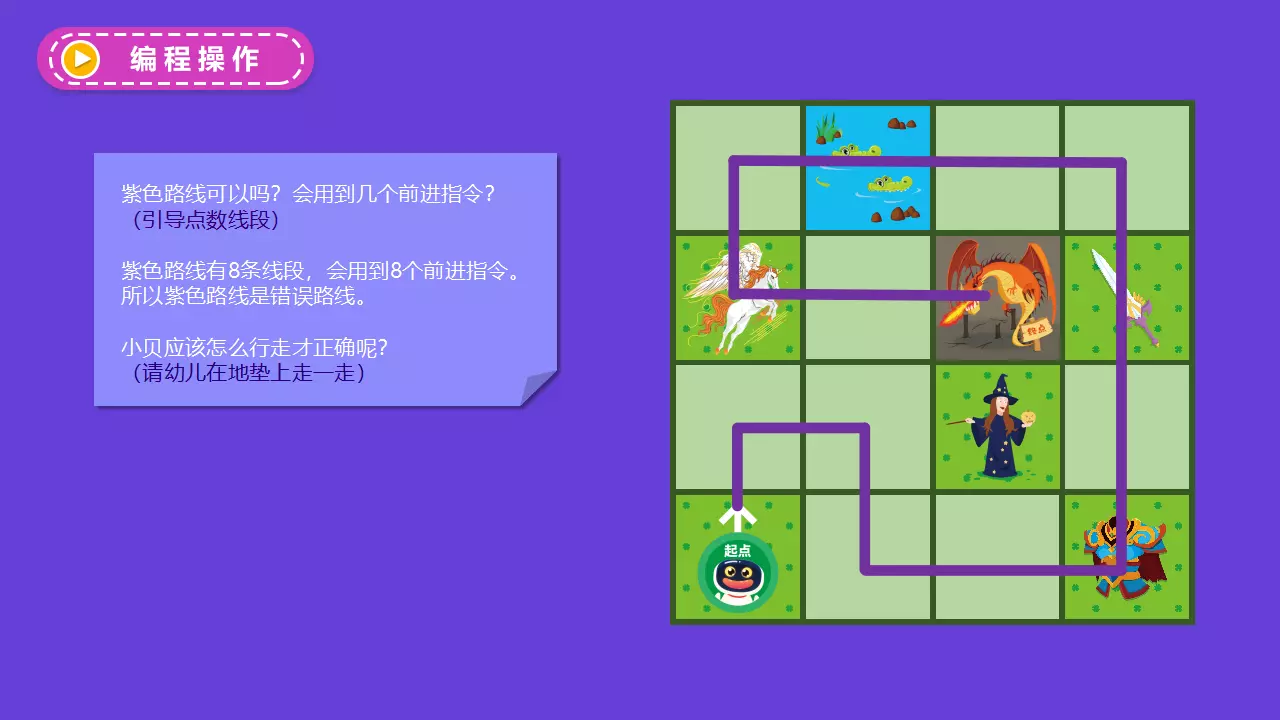 编程操作
紫色路线可以吗？会用到几个前进指令？
（引导点数线段）
紫色路线有8条线段，会用到8个前进指令。
所以紫色路线是错误路线。
小贝应该怎么行走才正确呢？
（请幼儿在地垫上走一走）
终点
起点